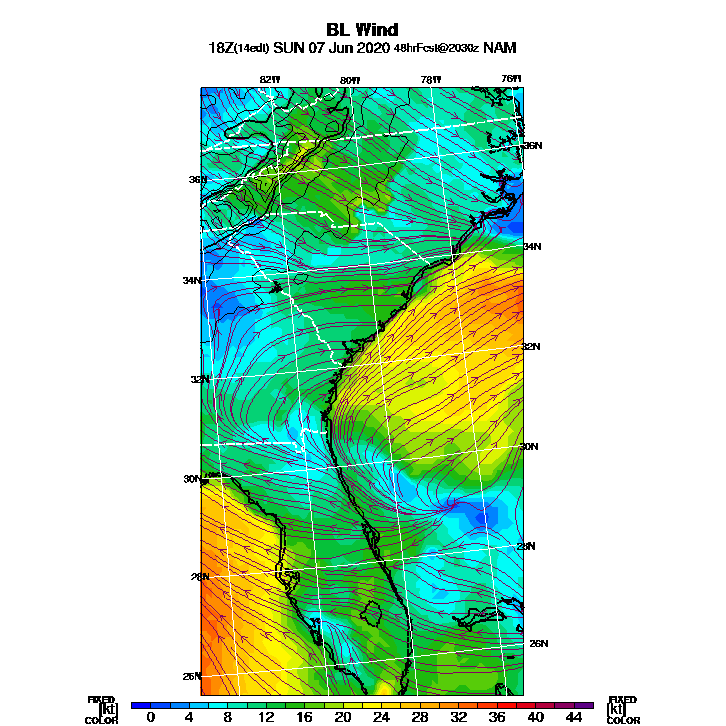 BL Wind
18Z(14edt) SUN 07 Jun 2020 48hrFcst@2030z NAM
82W 80W 78W 76W
36N 36N
34N 34N
32N 32N
30N 30N
28N 28N
26N 26N
FIXED [kt] COLOR 0 4 8 12 16 20 24 28 32 36 40 44 FIXED [kt] COLOR